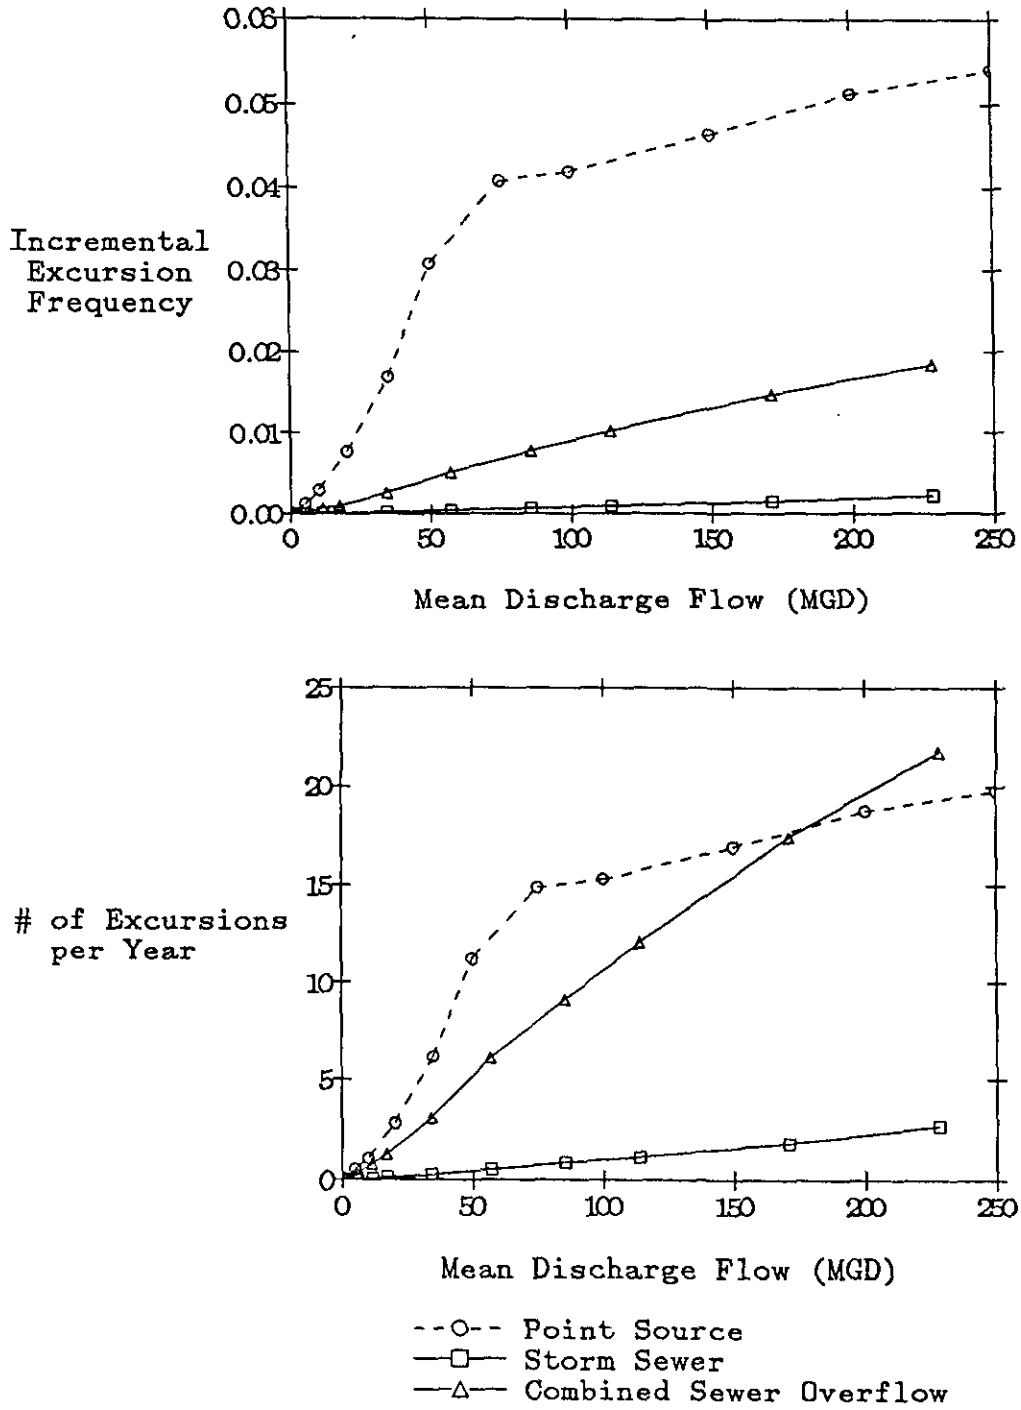 0.06
0.05
0.04
0.03
0.02
0.01
0.00
Incremental
Excursion
Frequency
0 50 100 150 200 250
Mean Discharge Flow (MGD)
25
20
15
10
5
0
# of Excursions
per Year
0 50 100 150 200 250
Mean Discharge Flow (MGD)
Point Source
Storm Sewer
Combined Sewer Overflow